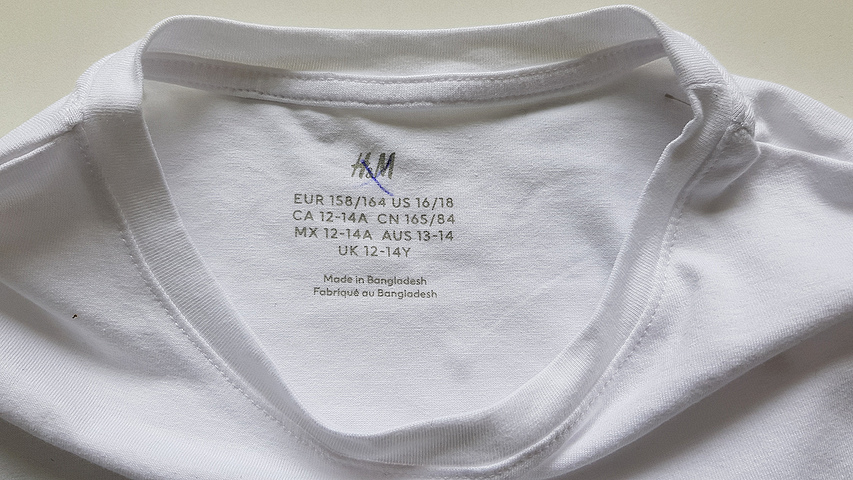 H&M
EUR 158/164 US 16/18
CA 12-14A CN 165/84
MX 12-14A AUS 13-14
UK 12-14Y
Made in Bangladesh
Fabriqué au Bangladesh